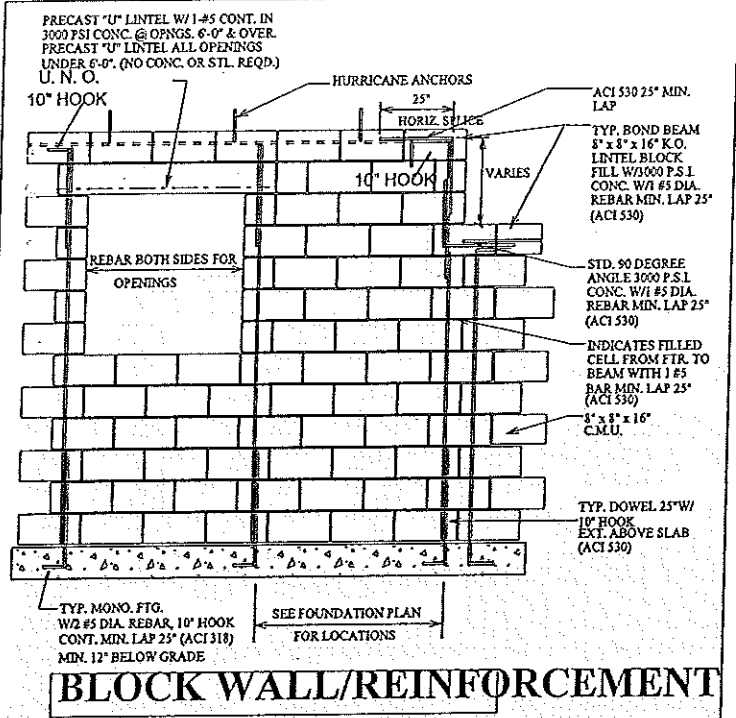 PRECAST "U" LINTEL W/ 1-#5 CONT. IN
3000 PSI CONC. @ OPNGS. 6'-0" & OVER.
PRECAST "U" LINTEL ALL OPENINGS
UNDER 6'-0". (NO CONC. OR STL. REQD.)
U. N. O.
10" HOOK
HURRICANE ANCHORS
25"
HORIZ. SPLICE
10" HOOK
VARIES
ACI 530 25" MIN.
LAP
TYP. BOND BEAM
8" x 8" x 16" K.O.
LINTEL BLOCK
FILL W/3000 P.S.I.
CONC. W/1 #5 DIA.
REBAR MIN. LAP 25"
(ACI 530)
REBAR BOTH SIDES FOR
OPENINGS
STD. 90 DEGREE
ANGLE 3000 P.S.I.
CONC. W/1 #5 DIA.
REBAR MIN. LAP 25"
(ACI 530)
INDICATES FILLED
CELL FROM FTR. TO
BEAM WITH 1 #5
BAR MIN. LAP 25"
(ACI 530)
8" x 8" x 16"
C.M.U.
TYP. DOWEL 25"W/
10" HOOK
EXT. ABOVE SLAB
(ACI 530)
TYP. MONO. FTG.
W/2 #5 DIA. REBAR, 10" HOOK
CONT. MIN. LAP 25" (ACI 318)
MIN. 12" BELOW GRADE
SEE FOUNDATION PLAN
FOR LOCATIONS
BLOCK WALL/REINFORCEMENT